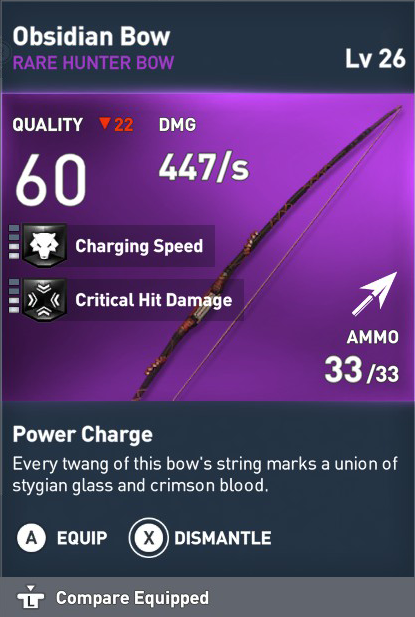 Obsidian Bow
RARE HUNTER BOW
Lv 26
QUALITY ▼22 DMG
60 447/s
Charging Speed
Critical Hit Damage
AMMO
33/33
Power Charge
Every twang of this bow's string marks a union of
stygian glass and crimson blood.
A EQUIP X DISMANTLE
L Compare Equipped